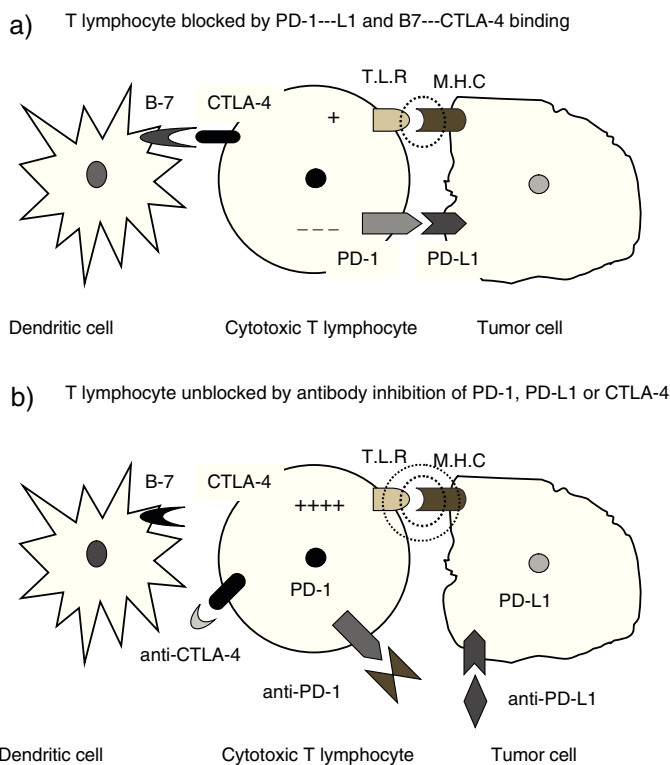 a) T lymphocyte blocked by PD-1---L1 and B7---CTLA-4 binding
T.L.R
M.H.C
B-7
CTLA-4
+
_ _ _
PD-1
PD-L1
Dendritic cell
Cytotoxic T lymphocyte
Tumor cell
b) T lymphocyte unblocked by antibody inhibition of PD-1, PD-L1 or CTLA-4
T.L.R
M.H.C
B-7
CTLA-4
++++
PD-1
PD-L1
anti-CTLA-4
anti-PD-1
anti-PD-L1
Dendritic cell
Cytotoxic T lymphocyte
Tumor cell